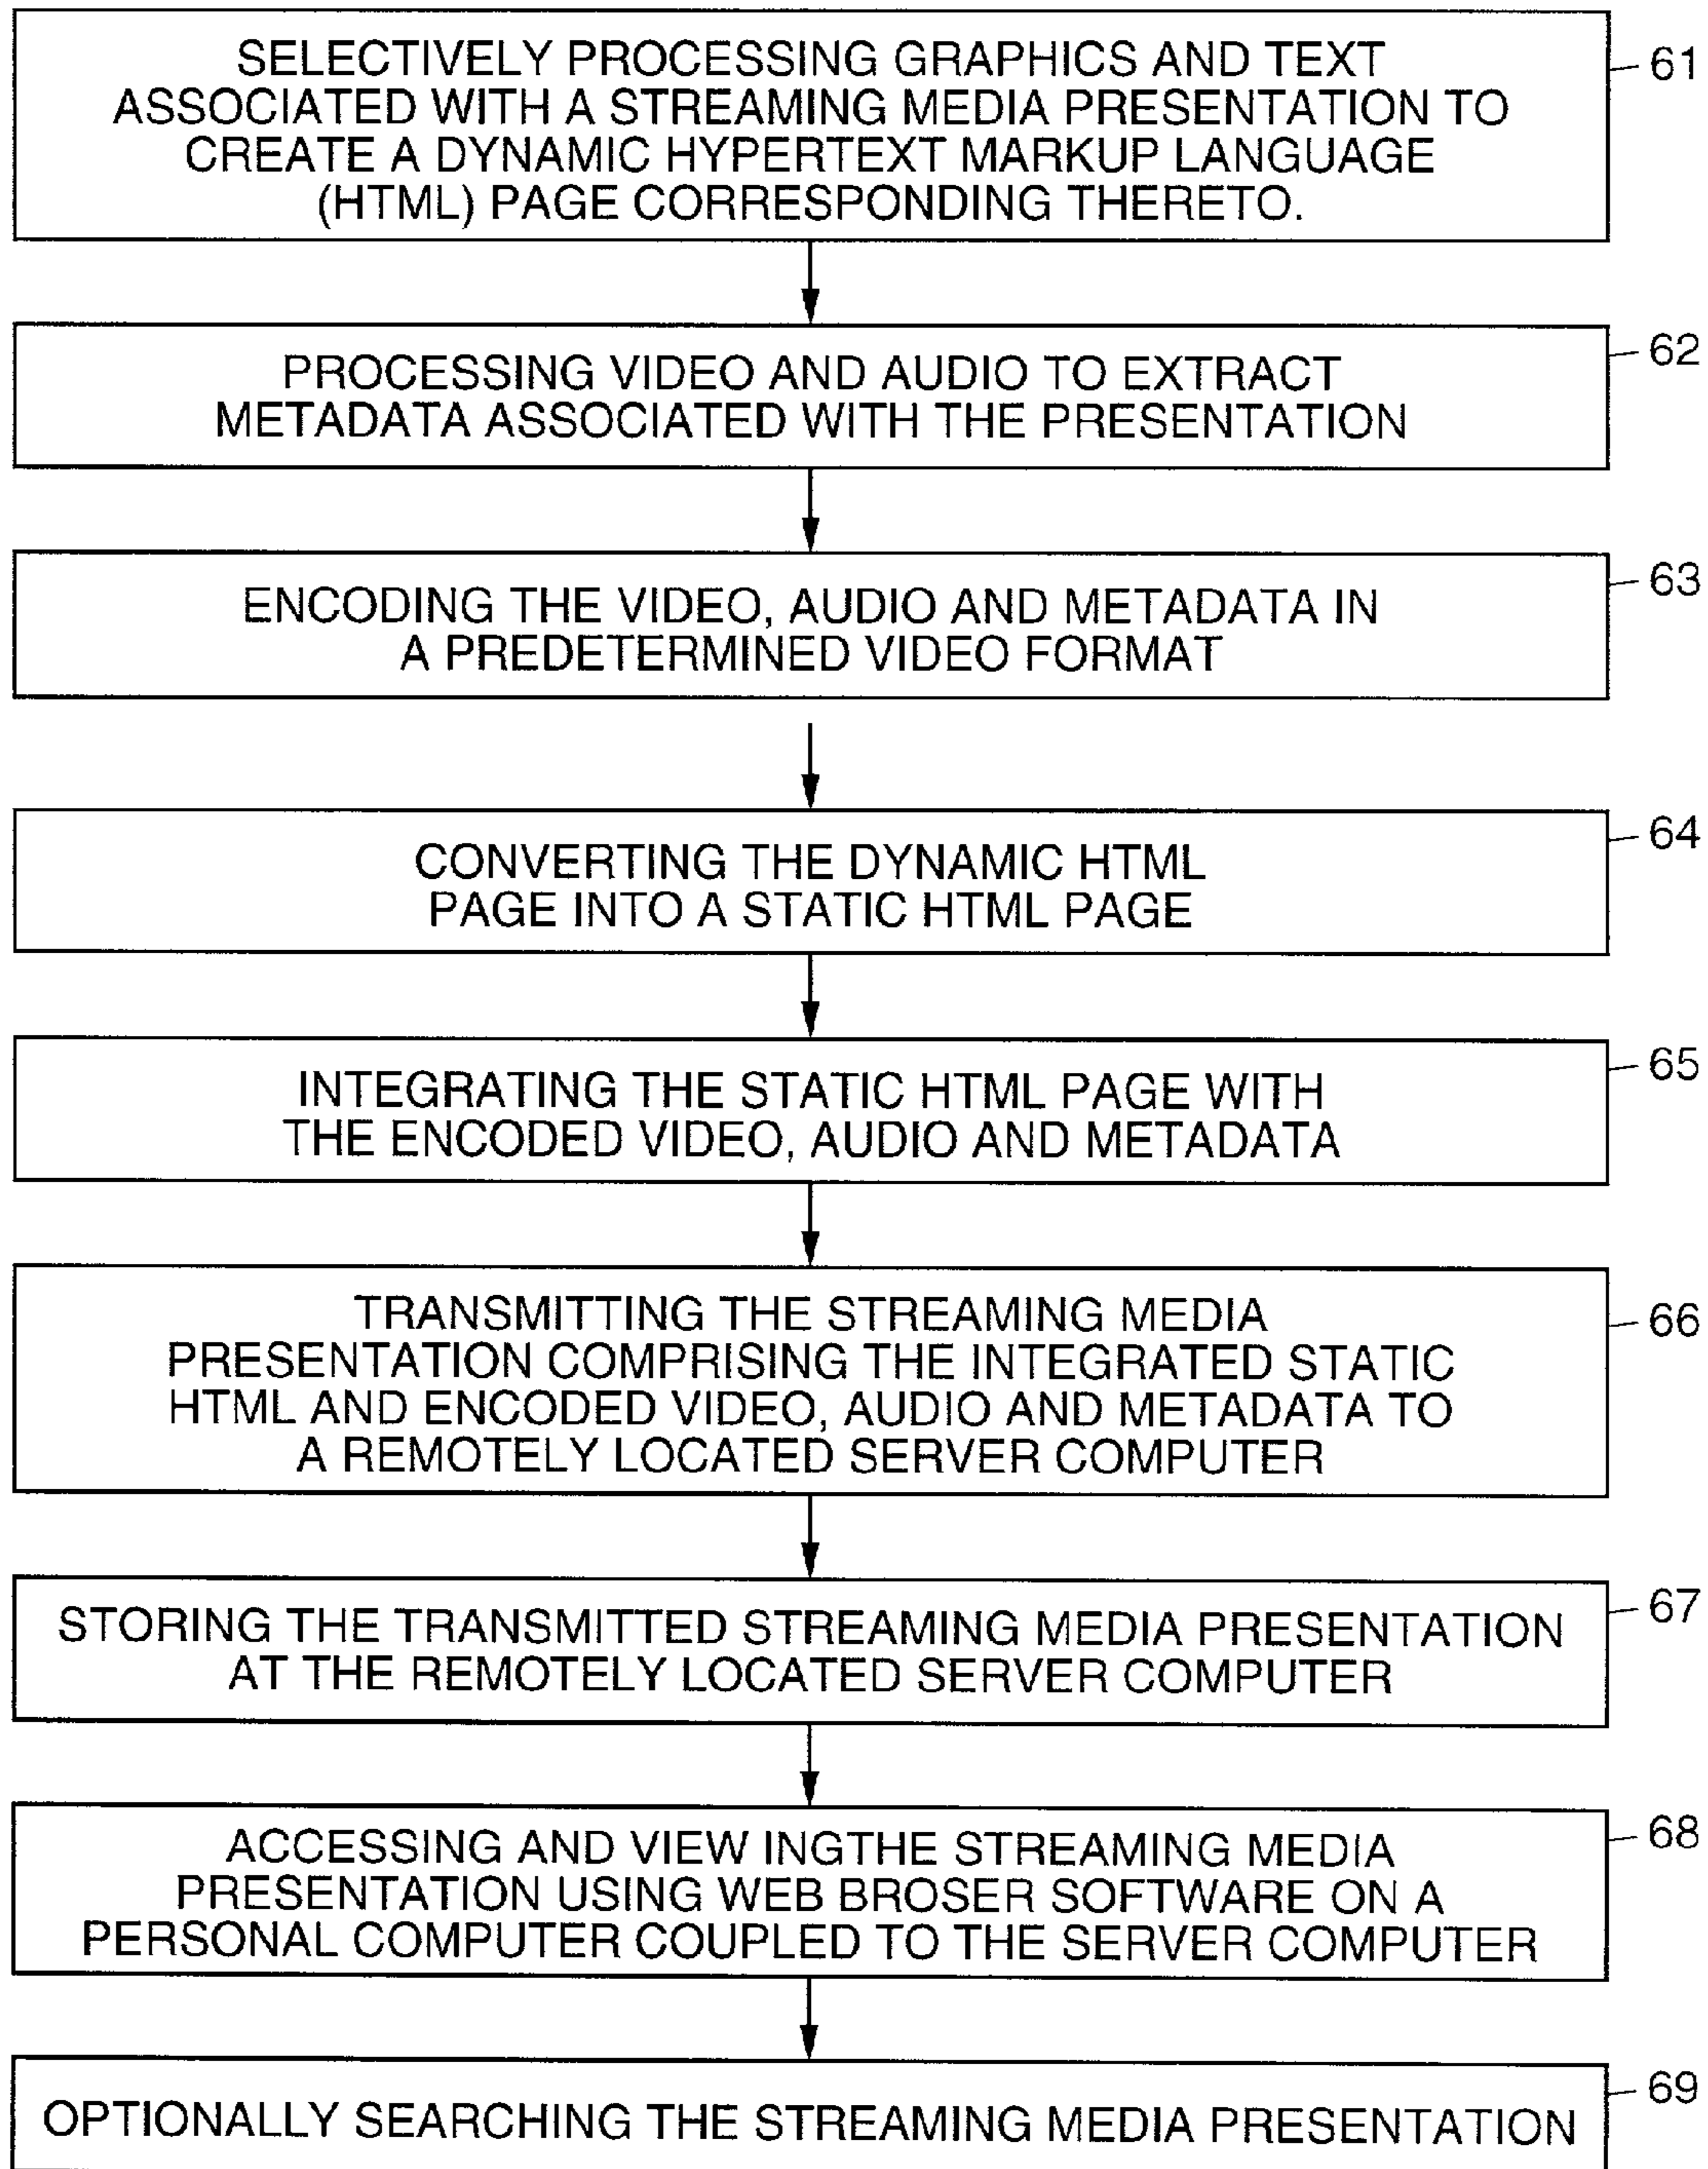 SELECTIVELY PROCESSING GRAPHICS AND TEXT
ASSOCIATED WITH A STREAMING MEDIA PRESENTATION TO
CREATE A DYNAMIC HYPERTEXT MARKUP LANGUAGE
(HTML) PAGE CORRESPONDING THERETO.
61
PROCESSING VIDEO AND AUDIO TO EXTRACT
METADATA ASSOCIATED WITH THE PRESENTATION
62
ENCODING THE VIDEO, AUDIO AND METADATA IN
A PREDETERMINED VIDEO FORMAT
63
CONVERTING THE DYNAMIC HTML
PAGE INTO A STATIC HTML PAGE
64
INTEGRATING THE STATIC HTML PAGE WITH
THE ENCODED VIDEO, AUDIO AND METADATA
65
TRANSMITTING THE STREAMING MEDIA
PRESENTATION COMPRISING THE INTEGRATED STATIC
HTML AND ENCODED VIDEO, AUDIO AND METADATA TO
A REMOTELY LOCATED SERVER COMPUTER
66
STORING THE TRANSMITTED STREAMING MEDIA PRESENTATION
AT THE REMOTELY LOCATED SERVER COMPUTER
67
ACCESSING AND VIEW INGTHE STREAMING MEDIA
PRESENTATION USING WEB BROSER SOFTWARE ON A
PERSONAL COMPUTER COUPLED TO THE SERVER COMPUTER
68
OPTIONALLY SEARCHING THE STREAMING MEDIA PRESENTATION
69